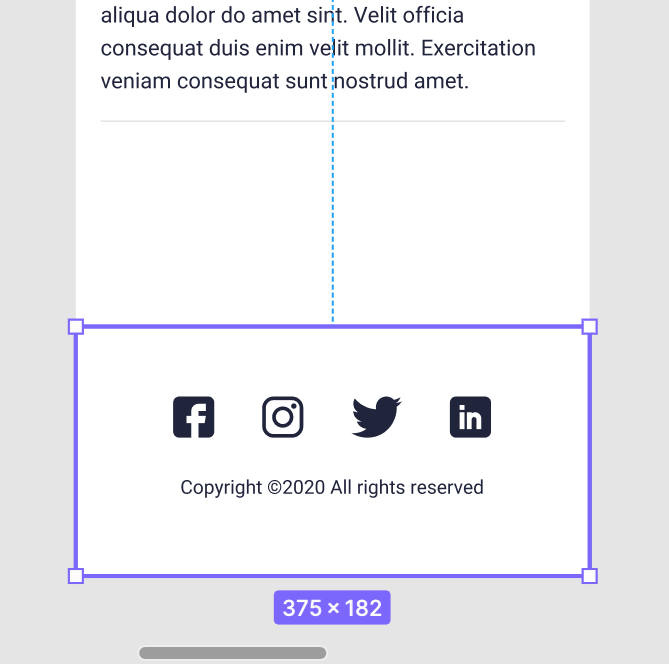 aliqua dolor do amet sint. Velit officia
consequat duis enim velit mollit. Exercitation
veniam consequat sunt nostrud amet.
f
in
Copyright ©2020 All rights reserved
375 × 182